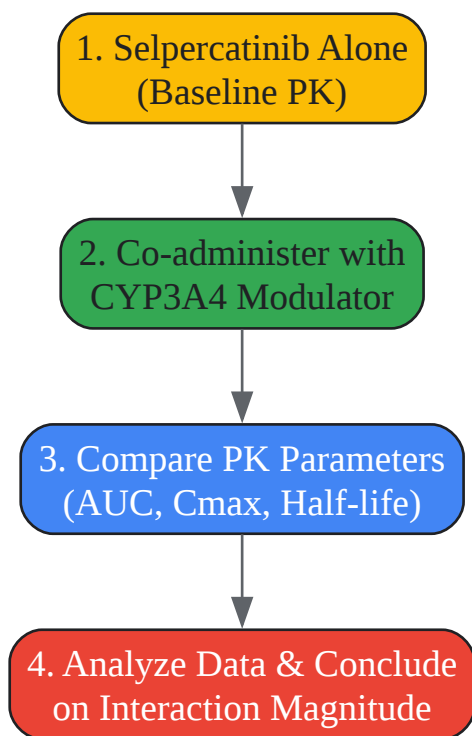 1. Selpercatinib Alone
(Baseline PK)
2. Co-administer with
CYP3A4 Modulator
3. Compare PK Parameters
(AUC, Cmax, Half-life)
4. Analyze Data & Conclude
on Interaction Magnitude